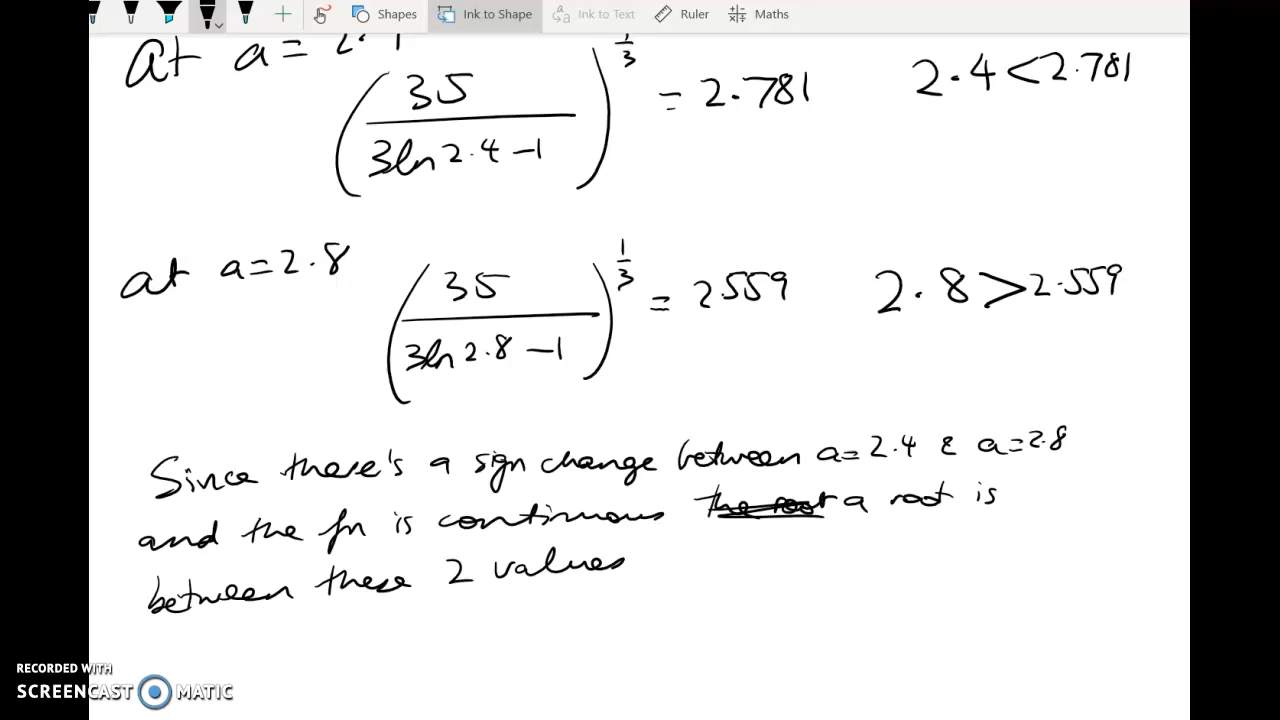 Shapes Ink to Shape Ink to Text Ruler Maths
at a = 2.4
(35 / (3ln2.4 - 1))^(1/3) = 2.781 2.4 < 2.781
at a = 2.8
(35 / (3ln2.8 - 1))^(1/3) = 2.559 2.8 > 2.559
Since there's a sign change between a = 2.4 & a = 2.8
and the fn is continuous the root a root is
between these 2 values
RECORDED WITH
SCREENCAST MATIC